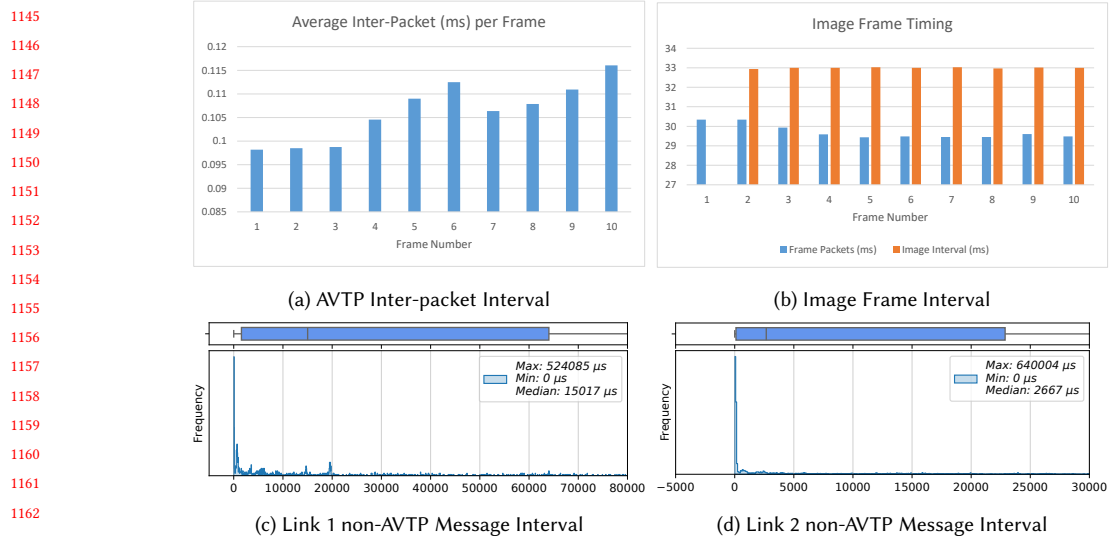 1145
1146
1147
1148
1149
1150
1151
1152
1153
1154
1155
1156
1157
1158
1159
1160
1161
1162
Average Inter-Packet (ms) per Frame
0.12
0.115
0.11
0.105
0.1
0.095
0.09
0.085
1 2 3 4 5 6 7 8 9 10
Frame Number
(a) AVTP Inter-packet Interval
Image Frame Timing
34
33
32
31
30
29
28
27
1 2 3 4 5 6 7 8 9 10
Frame Number
Frame Packets (ms) Image Interval (ms)
(b) Image Frame Interval
Frequency
Max: 524085 μs
Min: 0 μs
Median: 15017 μs
0 10000 20000 30000 40000 50000 60000 70000 80000
(c) Link 1 non-AVTP Message Interval
Frequency
Max: 640004 μs
Min: 0 μs
Median: 2667 μs
−5000 0 5000 10000 15000 20000 25000 30000
(d) Link 2 non-AVTP Message Interval